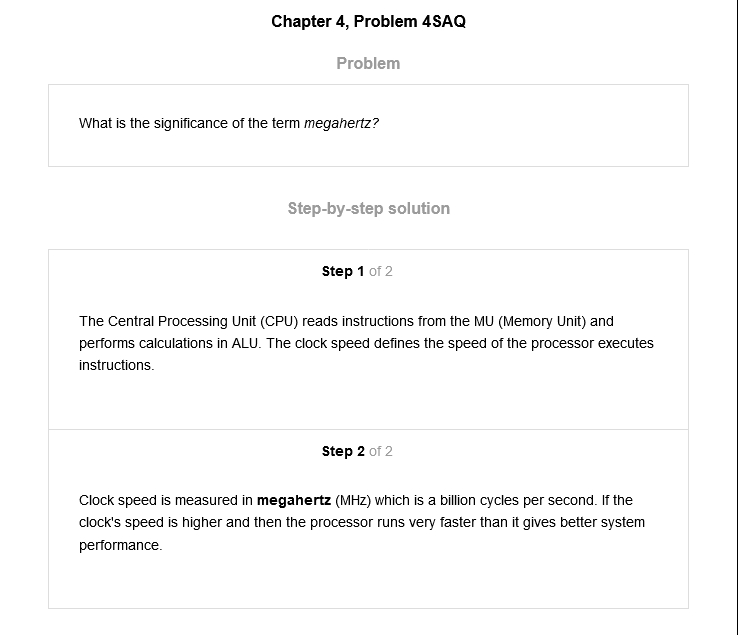 Chapter 4, Problem 4SAQ
Problem
What is the significance of the term megahertz?
Step-by-step solution
Step 1 of 2
The Central Processing Unit (CPU) reads instructions from the MU (Memory Unit) and
performs calculations in ALU. The clock speed defines the speed of the processor executes
instructions.
Step 2 of 2
Clock speed is measured in megahertz (MHz) which is a billion cycles per second. If the
clock's speed is higher and then the processor runs very faster than it gives better system
performance.